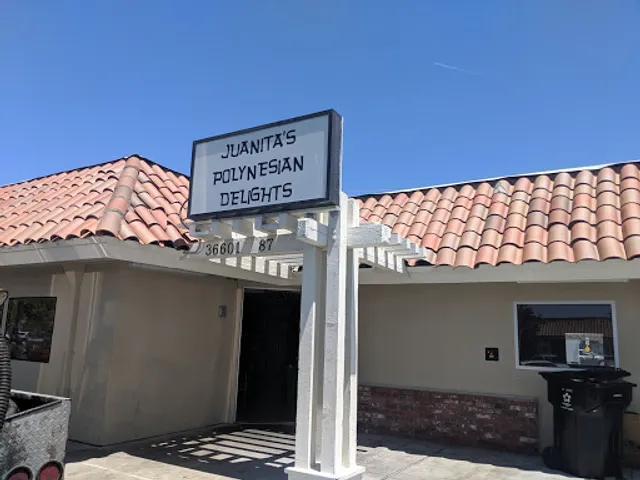 JUANITA'S
POLYNESIAN
DELIGHTS
36601 87